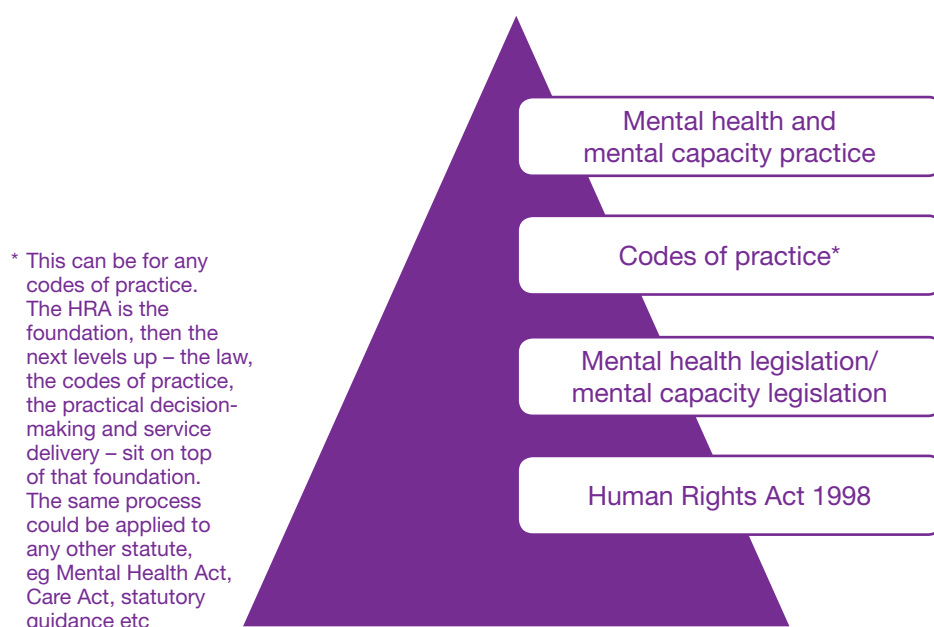 Mental health and
mental capacity practice
Codes of practice*
Mental health legislation/
mental capacity legislation
Human Rights Act 1998
* This can be for any
codes of practice.
The HRA is the
foundation, then the
next levels up – the law,
the codes of practice,
the practical decision-
making and service
delivery – sit on top
of that foundation.
The same process
could be applied to
any other statute,
eg Mental Health Act,
Care Act, statutory
guidance etc